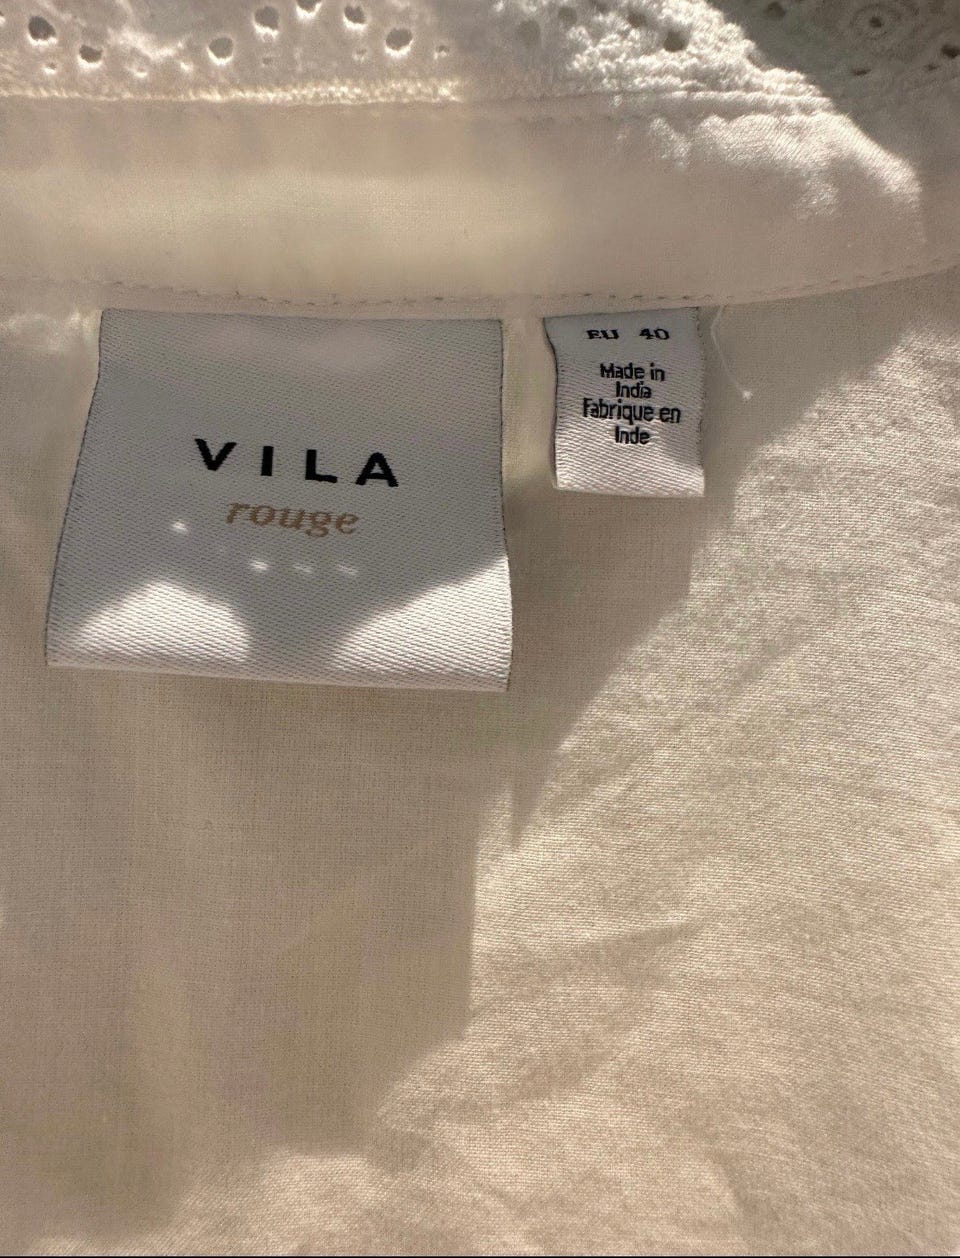 VILA
rouge
EU 40
Made in
India
Fabrique en
Inde